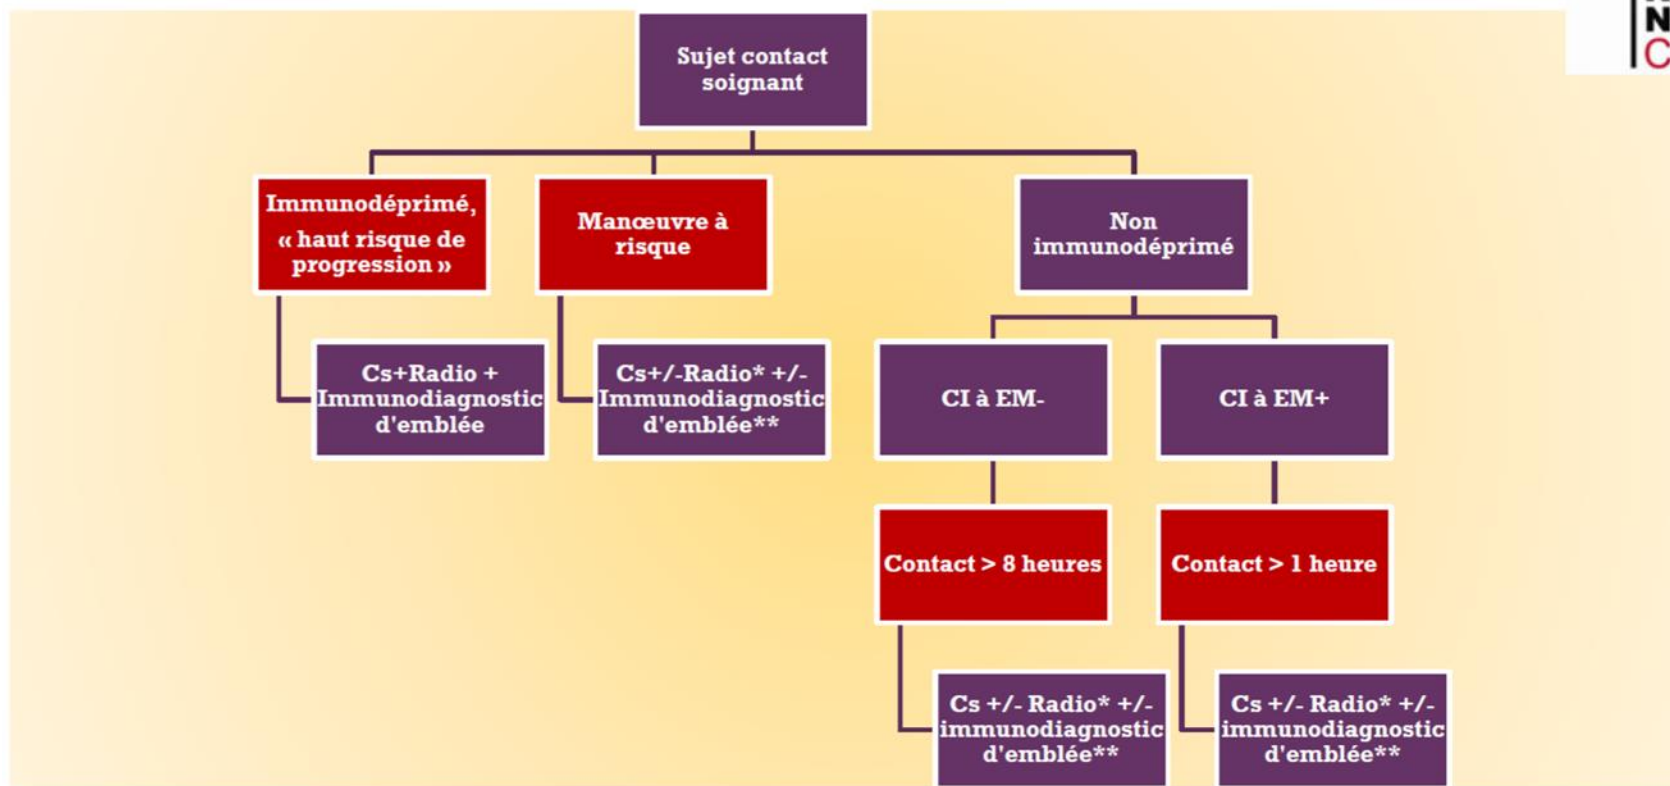 N
C
Sujet contact
soignant
Immunodéprimé,
« haut risque de
progression »
Manœuvre à
risque
Non
immunodéprimé
Cs+Radio +
Immunodiagnostic
d'emblée
Cs+/-Radio* +/-
Immunodiagnostic
d'emblée**
CI à EM-
CI à EM+
Contact > 8 heures
Contact > 1 heure
Cs +/- Radio* +/-
immunodiagnostic
d'emblée**
Cs +/- Radio* +/-
immunodiagnostic
d'emblée**